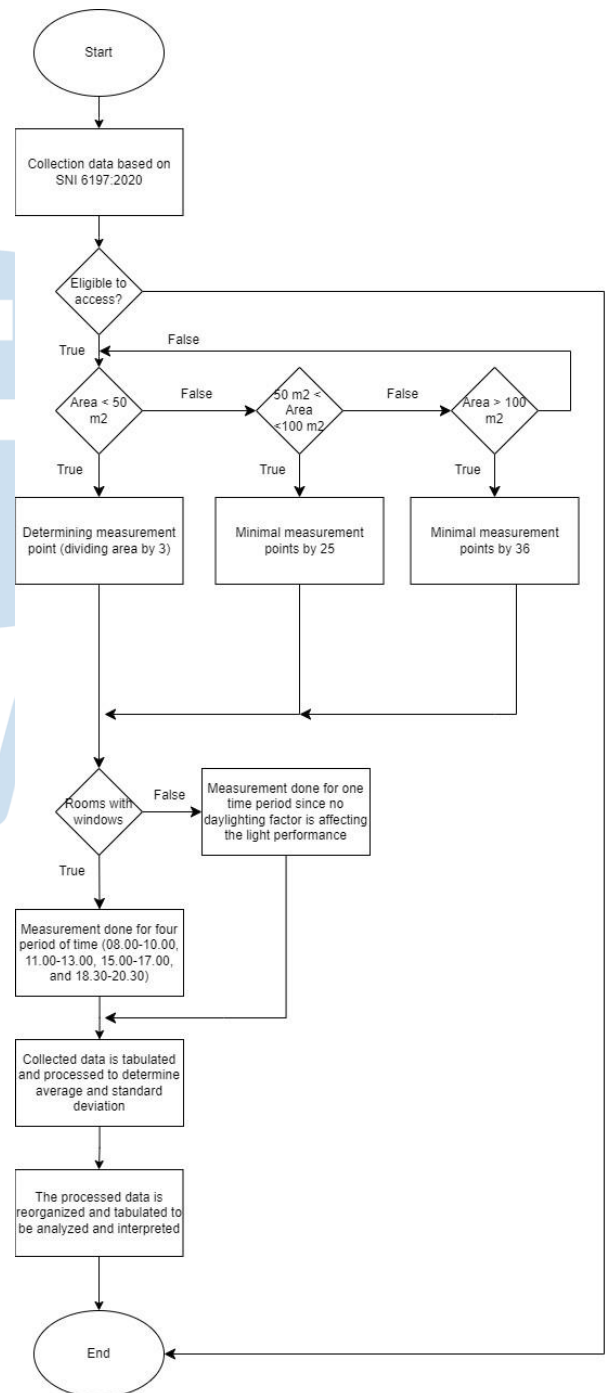 Start
Collection data based on
SNI 6197:2020
Eligible to
access?
True
False
Area < 50
m2
False
50 m2 <
Area
<100 m2
False
Area > 100
m2
True
True
True
Determining measurement
point (dividing area by 3)
Minimal measurement
points by 25
Minimal measurement
points by 36
Rooms with
windows
False
Measurement done for one
time period since no
daylighting factor is affecting
the light performance
True
Measurement done for four
period of time (08.00-10.00,
11.00-13.00, 15.00-17.00,
and 18.30-20.30)
Collected data is tabulated
and processed to determine
average and standard
deviation
The processed data is
reorganized and tabulated to
be analyzed and interpreted
End